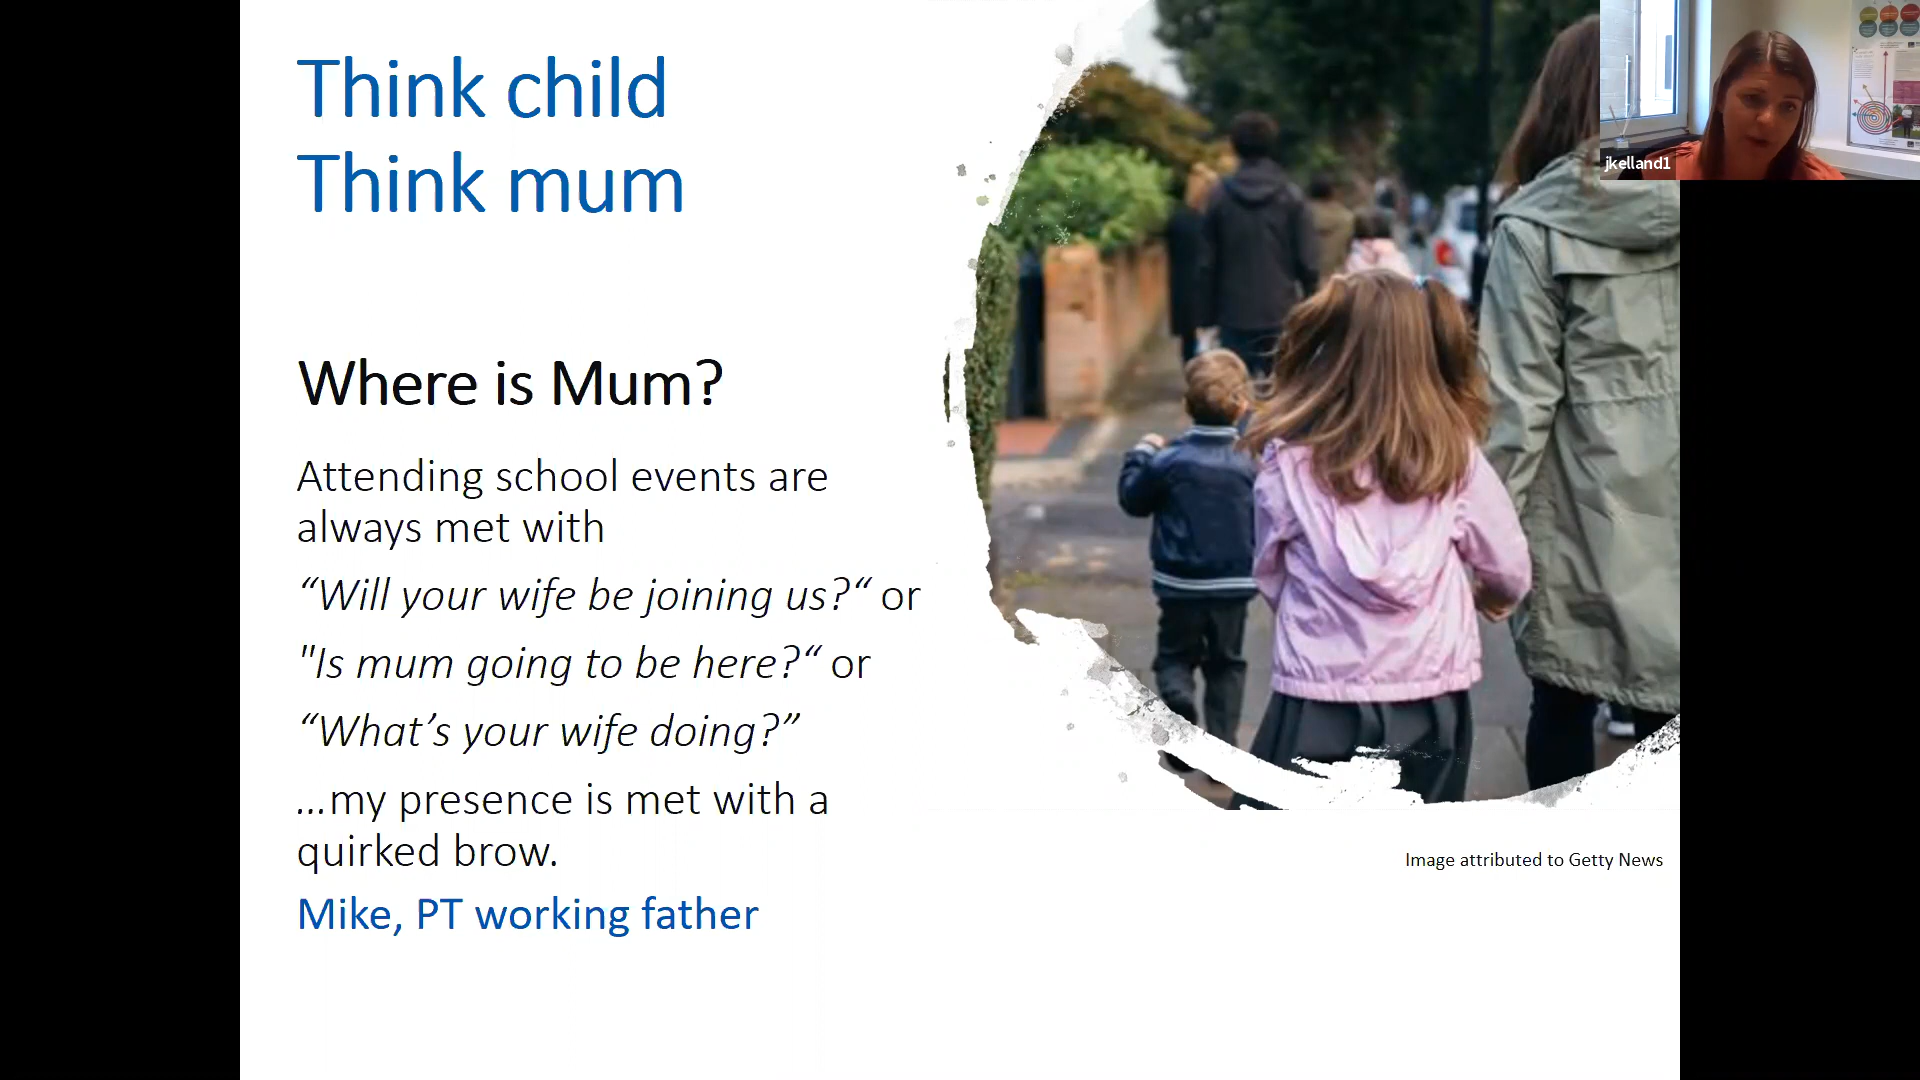 Think child
Think mum
Where is Mum?
Attending school events are
always met with
“Will your wife be joining us?“ or
"Is mum going to be here?“ or
“What’s your wife doing?”
...my presence is met with a
quirked brow.
Mike, PT working father
Image attributed to Getty News
jkelland1